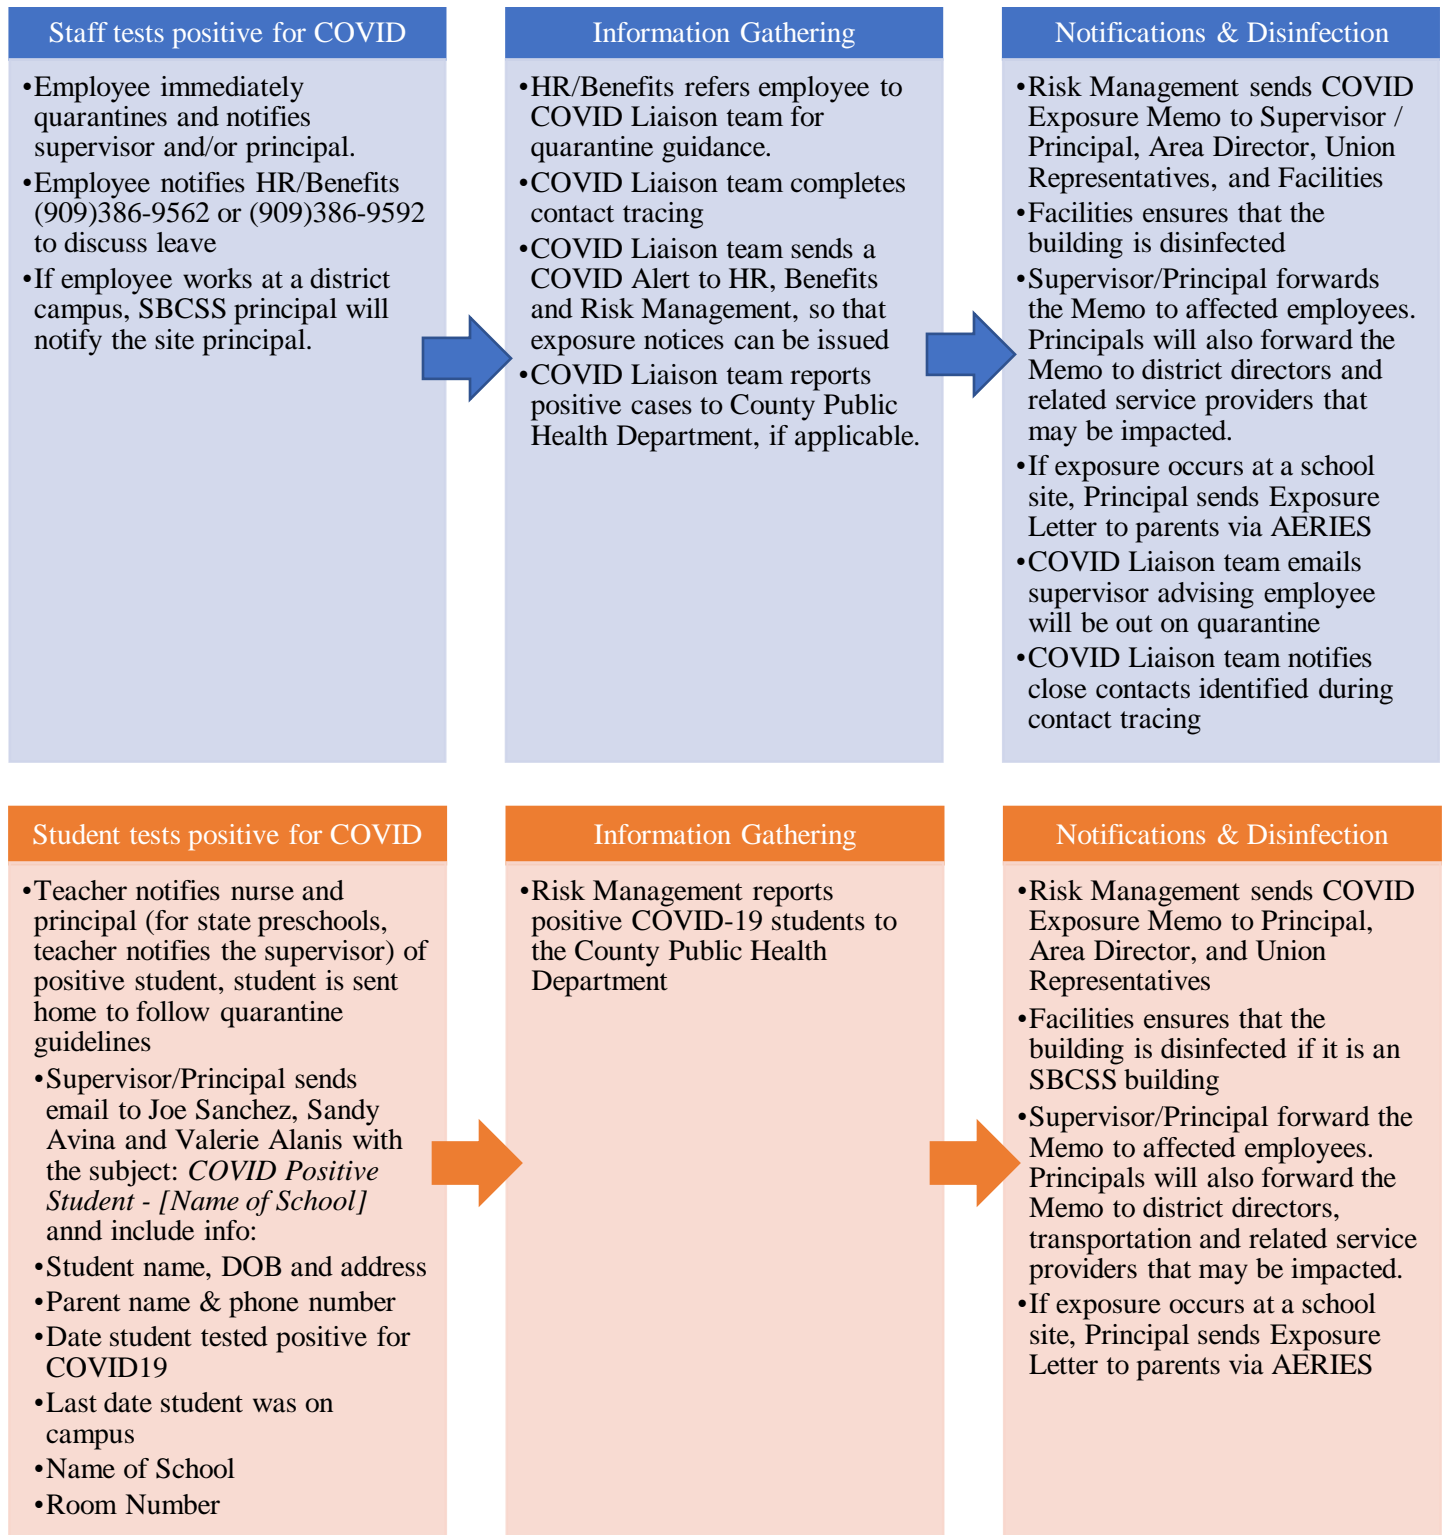 Staff tests positive for COVID
•Employee immediately
quarantines and notifies
supervisor and/or principal.
•Employee notifies HR/Benefits
(909)386-9562 or (909)386-9592
to discuss leave
•If employee works at a district
campus, SBCSS principal will
notify the site principal.
Information Gathering
•HR/Benefits refers employee to
COVID Liaison team for
quarantine guidance.
•COVID Liaison team completes
contact tracing
•COVID Liaison team sends a
COVID Alert to HR, Benefits
and Risk Management, so that
exposure notices can be issued
•COVID Liaison team reports
positive cases to County Public
Health Department, if applicable.
Notifications & Disinfection
•Risk Management sends COVID
Exposure Memo to Supervisor /
Principal, Area Director, Union
Representatives, and Facilities
•Facilities ensures that the
building is disinfected
•Supervisor/Principal forwards
the Memo to affected employees.
Principals will also forward the
Memo to district directors and
related service providers that
may be impacted.
•If exposure occurs at a school
site, Principal sends Exposure
Letter to parents via AERIES
•COVID Liaison team emails
supervisor advising employee
will be out on quarantine
•COVID Liaison team notifies
close contacts identified during
contact tracing
Student tests positive for COVID
•Teacher notifies nurse and
principal (for state preschools,
teacher notifies the supervisor) of
positive student, student is sent
home to follow quarantine
guidelines
•Supervisor/Principal sends
email to Joe Sanchez, Sandy
Avina and Valerie Alanis with
the subject: COVID Positive
Student - [Name of School]
annd include info:
•Student name, DOB and address
•Parent name & phone number
•Date student tested positive for
COVID19
•Last date student was on
campus
•Name of School
•Room Number
Information Gathering
•Risk Management reports
positive COVID-19 students to
the County Public Health
Department
Notifications & Disinfection
•Risk Management sends COVID
Exposure Memo to Principal,
Area Director, and Union
Representatives
•Facilities ensures that the
building is disinfected if it is an
SBCSS building
•Supervisor/Principal forward the
Memo to affected employees.
Principals will also forward the
Memo to district directors,
transportation and related service
providers that may be impacted.
•If exposure occurs at a school
site, Principal sends Exposure
Letter to parents via AERIES